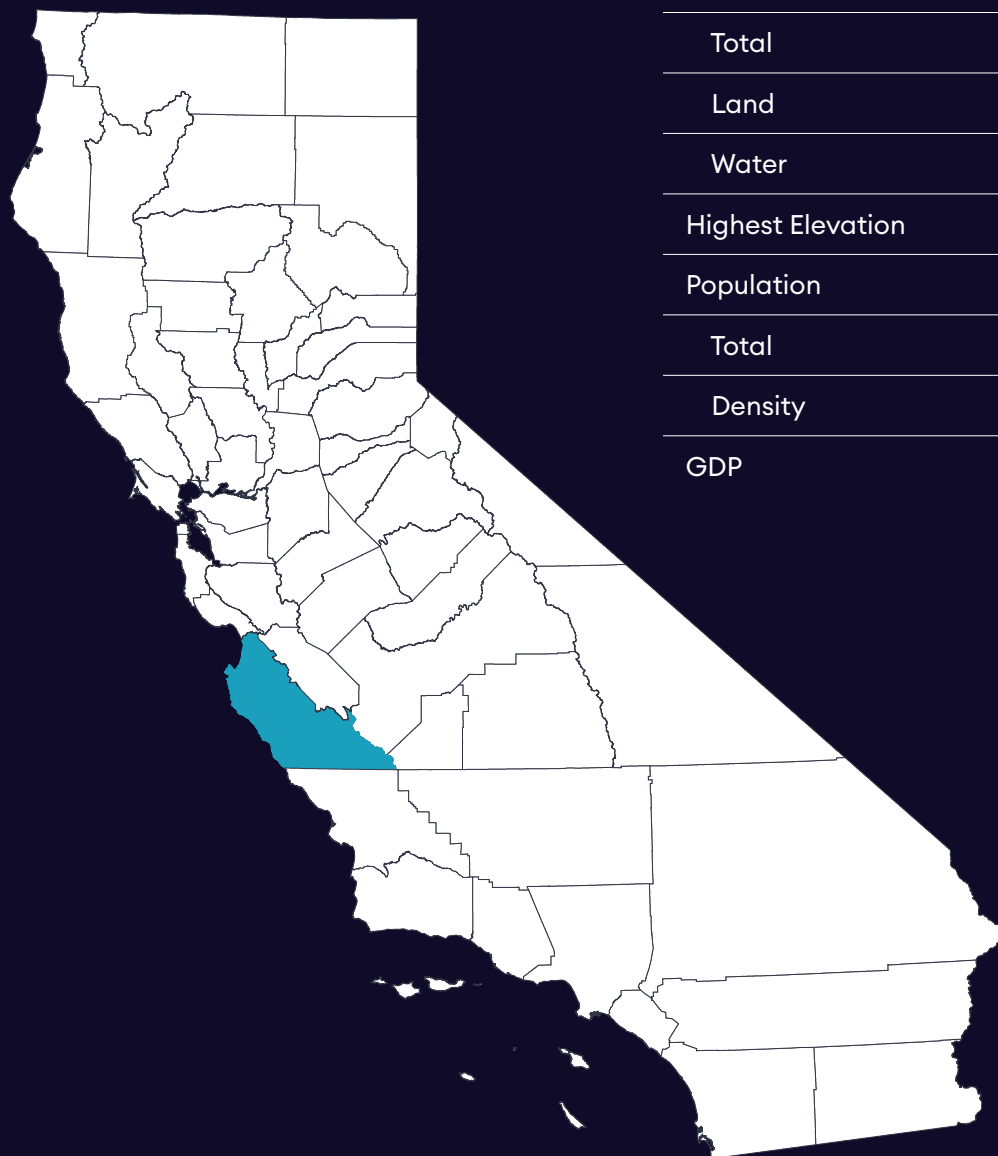 Total
Land
Water
Highest Elevation
Population
Total
Density
GDP